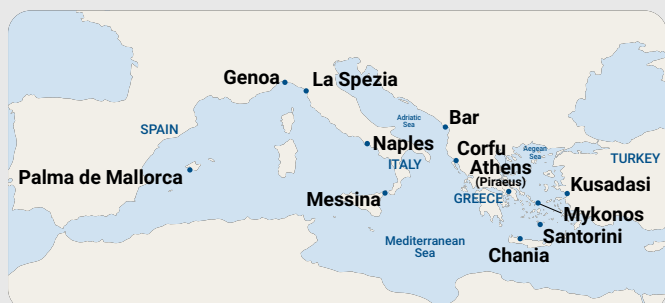 Genoa
La Spezia
Adriatic
Sea
Bar
SPAIN
Naples
Corfu
Aegean
Sea
ITALY
Athens
(Piraeus)
TURKEY
Palma de Mallorca
Kusadasi
Messina
GREECE
Mykonos
Santorini
Mediterranean
Sea
Chania